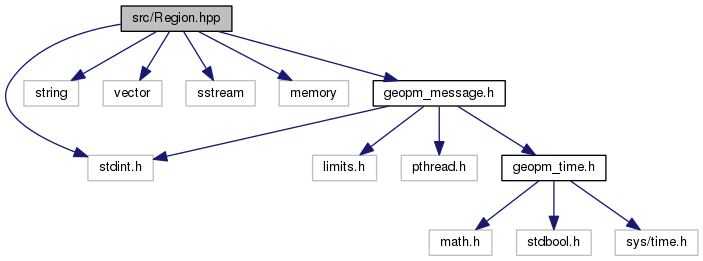 src/Region.hpp
string
vector
sstream
memory
geopm_message.h
stdint.h
limits.h
pthread.h
geopm_time.h
math.h
stdbool.h
sys/time.h